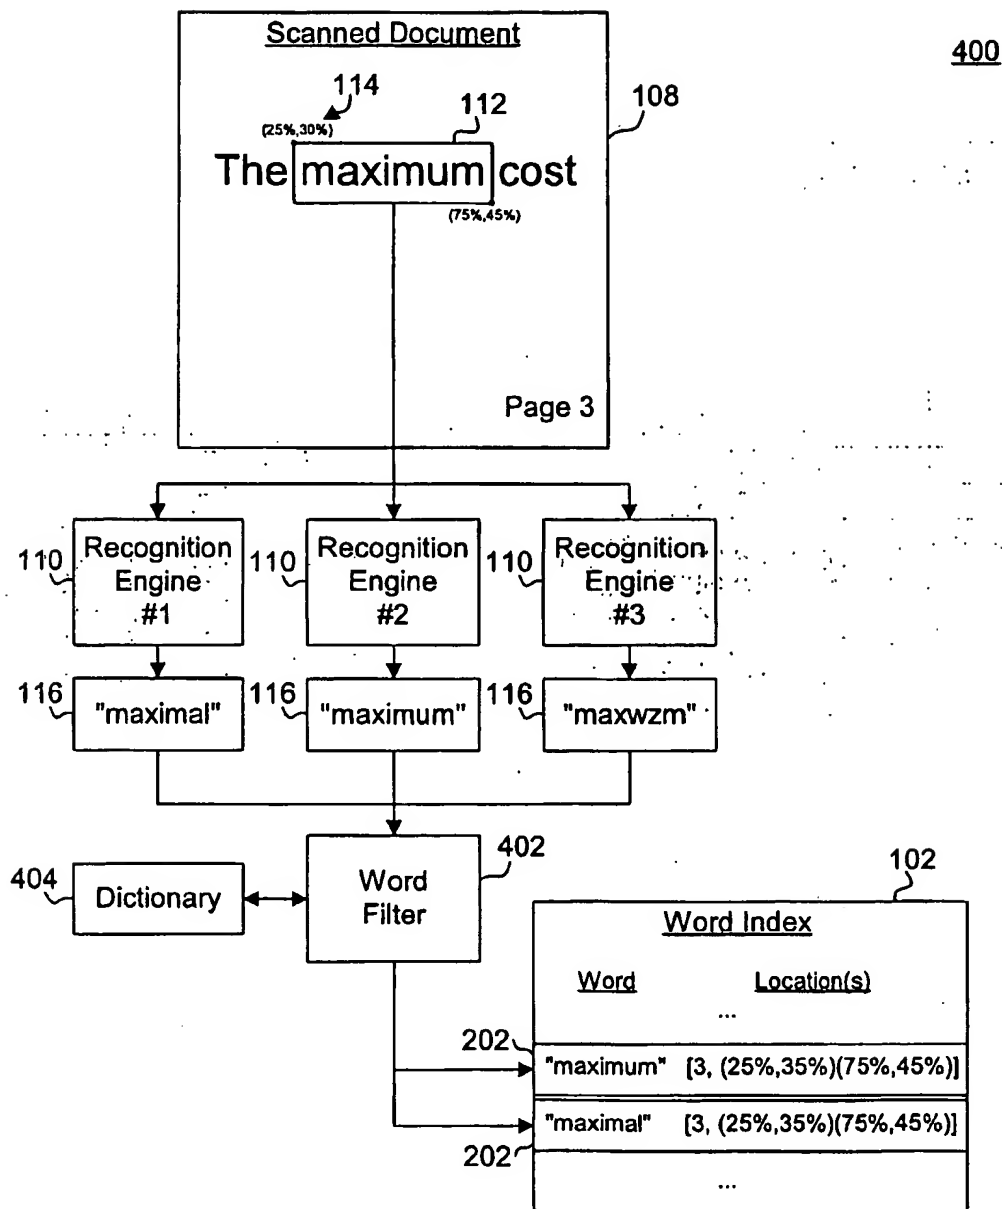 Scanned Document
400
114
112
108
(25%,30%)
The maximum cost
(75%,45%)
Page 3
110
Recognition
Engine
#1
110
Recognition
Engine
#2
110
Recognition
Engine
#3
116
"maximal"
116
"maximum"
116
"maxwzm"
404
Dictionary
402
Word
Filter
102
Word Index
Word Location(s)
...
202
"maximum" [3, (25%,35%)(75%,45%)]
"maximal" [3, (25%,35%)(75%,45%)]
202
...